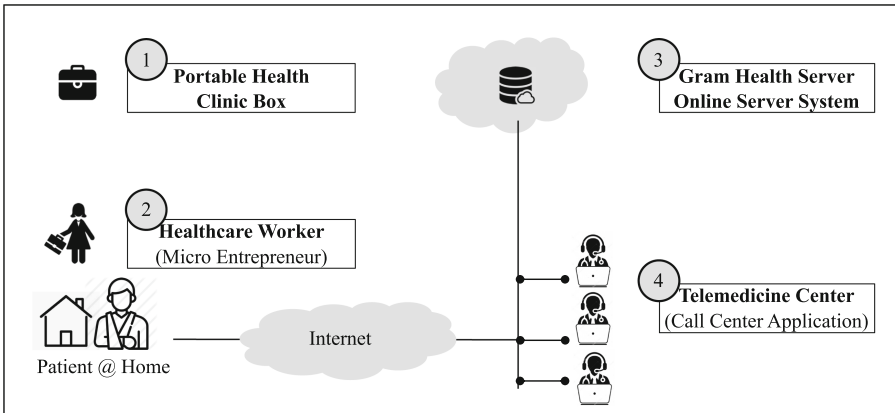 1
Portable Health
Clinic Box
2
Healthcare Worker
(Micro Entrepreneur)
Patient @ Home
Internet
3
Gram Health Server
Online Server System
4
Telemedicine Center
(Call Center Application)